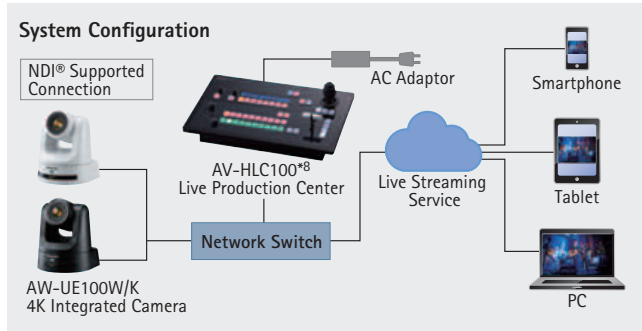 System Configuration
NDI® Supported
Connection
AC Adaptor
Smartphone
AV-HLC100*8
Live Production Center
Live Streaming
Service
Tablet
Network Switch
AW-UE100W/K
4K Integrated Camera
PC